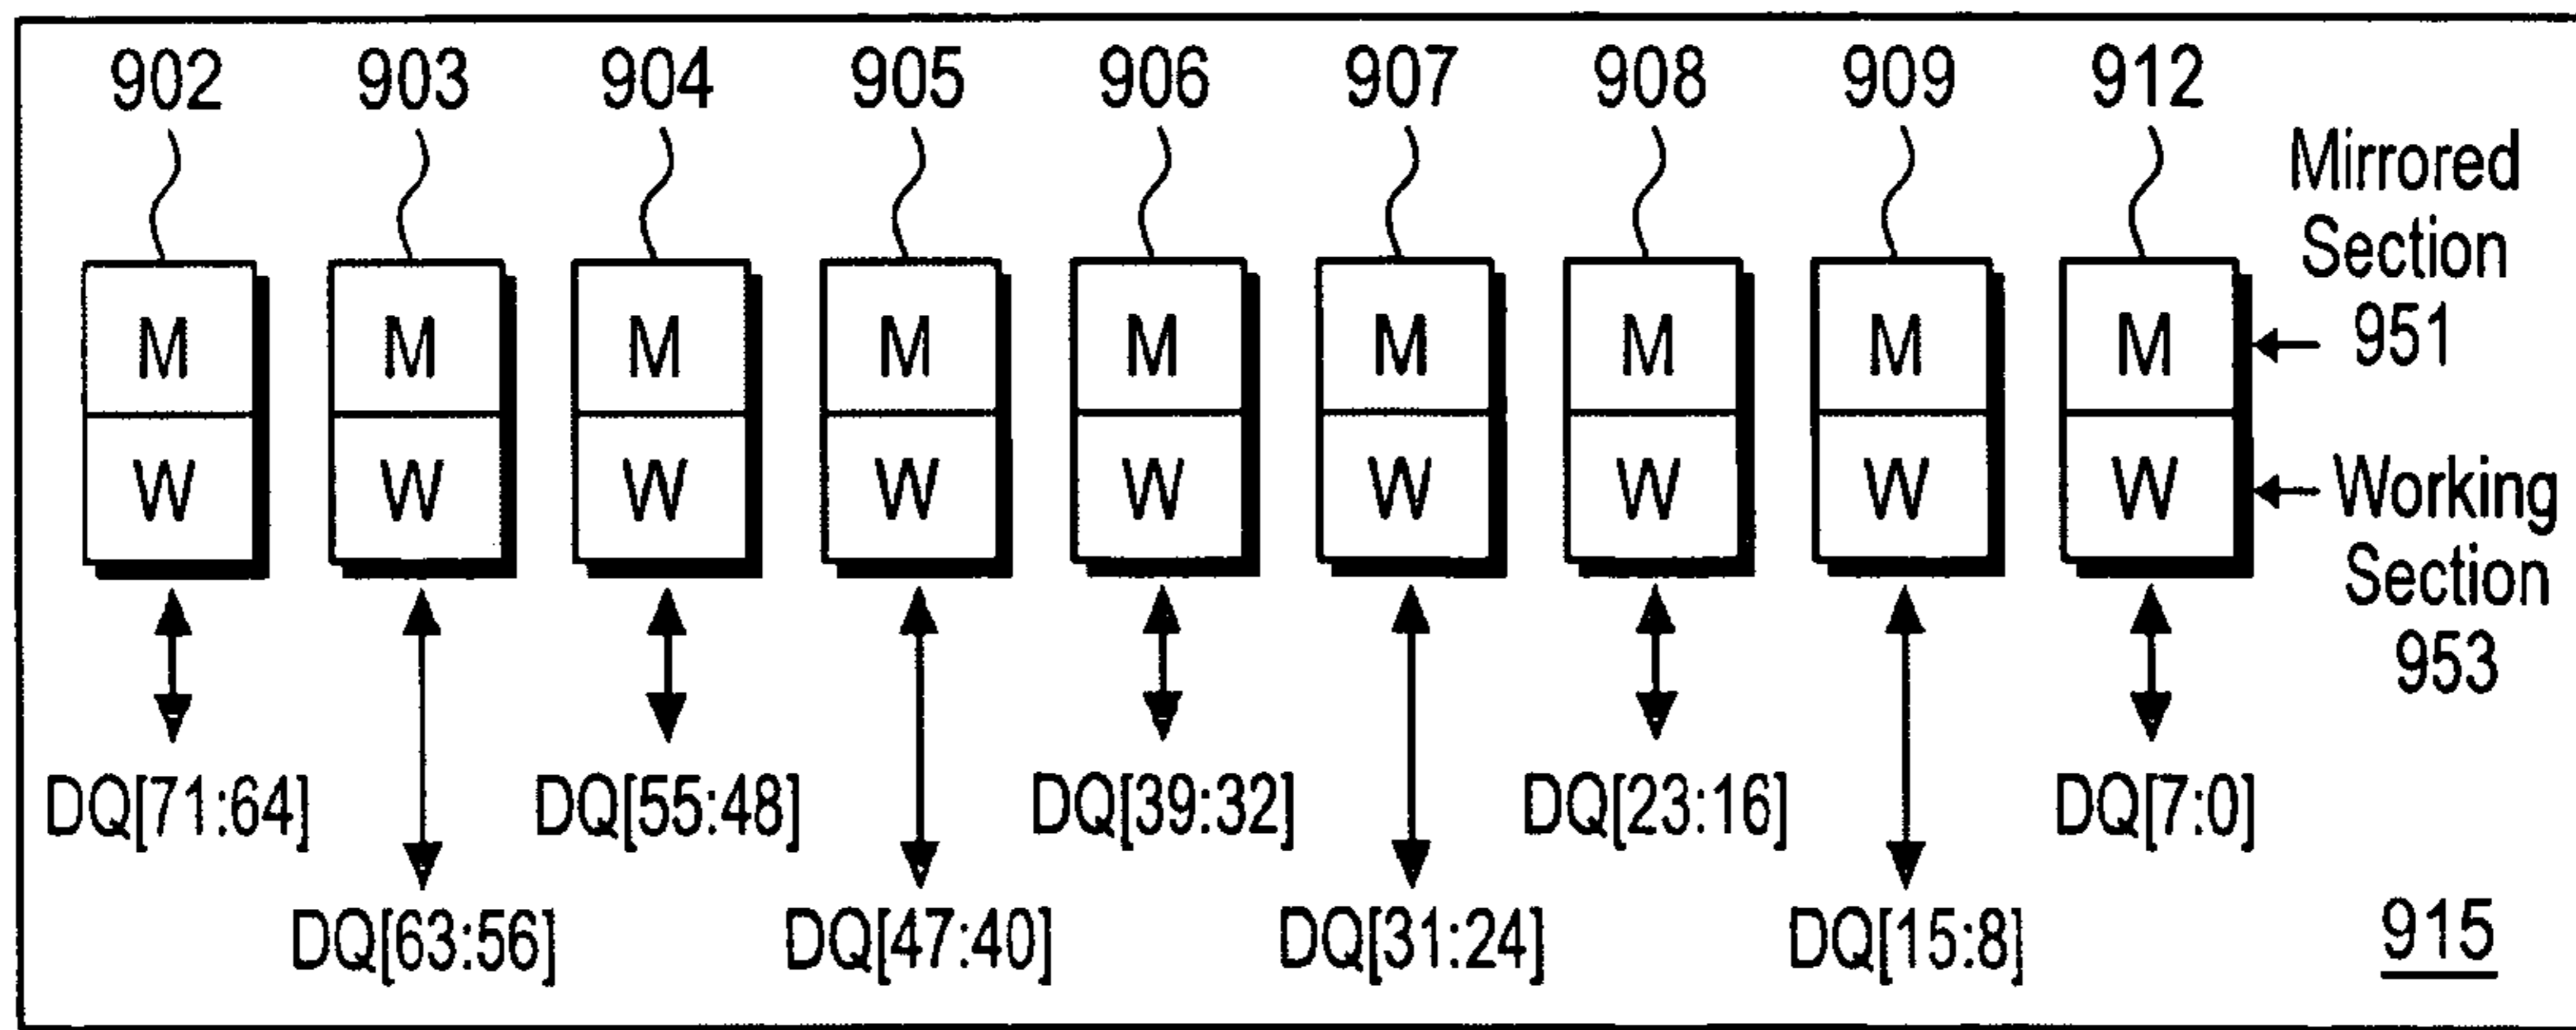 902 903 904 905 906 907 908 909 912
Mirrored
Section
951
M M M M M M M M M
W W W W W W W W W
Working
Section
953
DQ[71:64] DQ[55:48] DQ[39:32] DQ[23:16] DQ[7:0]
DQ[63:56] DQ[47:40] DQ[31:24] DQ[15:8]
915